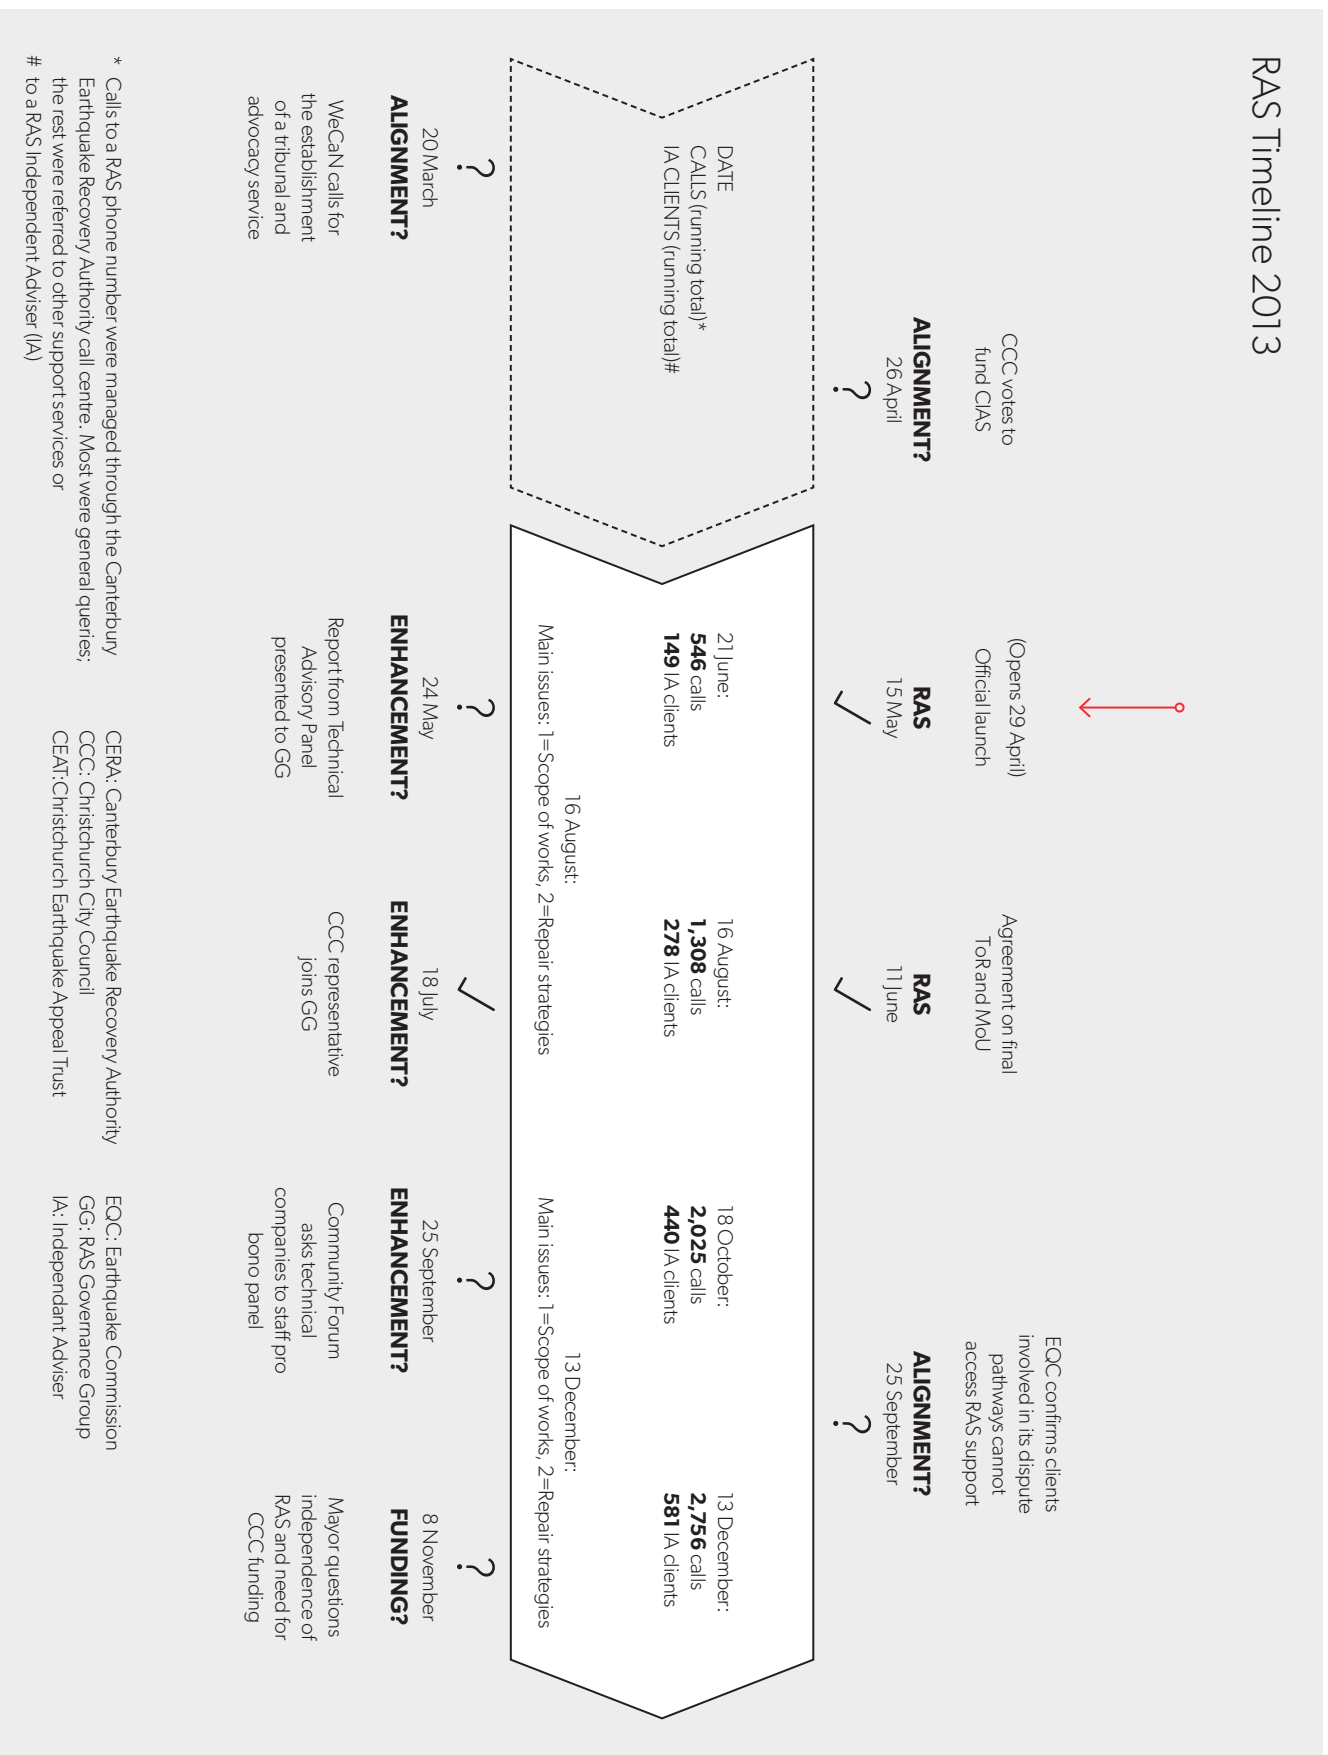 RAS Timeline 2013
CCC votes to
fund CIAS
ALIGNMENT?
26 April
?
(Opens 29 April)
Official launch
RAS
15 May
Agreement on final
ToR and MoU
RAS
11 June
EQC confirms clients
involved in its dispute
pathways cannot
access RAS support
ALIGNMENT?
25 September
?
DATE
CALLS (running total)*
IA CLIENTS (running total)#
21 June:
546 calls
149 IA clients
16 August:
1,308 calls
278 IA clients
18 October:
2,025 calls
440 IA clients
13 December:
2,756 calls
581 IA clients
16 August:
Main issues: 1=Scope of works, 2=Repair strategies
13 December:
Main issues: 1=Scope of works, 2=Repair strategies
?
20 March
ALIGNMENT?
WeCaN calls for
the establishment
of a tribunal and
advocacy service
?
24 May
ENHANCEMENT?
Report from Technical
Advisory Panel
presented to GG
18 July
ENHANCEMENT?
CCC representative
joins GG
?
25 September
ENHANCEMENT?
Community Forum
asks technical
companies to staff pro
bono panel
?
8 November
FUNDING?
Mayor questions
independence of
RAS and need for
CCC funding
* Calls to a RAS phone number were managed through the Canterbury
Earthquake Recovery Authority call centre. Most were general queries;
the rest were referred to other support services or
# to a RAS Independent Adviser (IA)
CERA: Canterbury Earthquake Recovery Authority
CCC: Christchurch City Council
CEAT:Christchurch Earthquake Appeal Trust
EQC: Earthquake Commission
GG: RAS Governance Group
IA: Independant Adviser